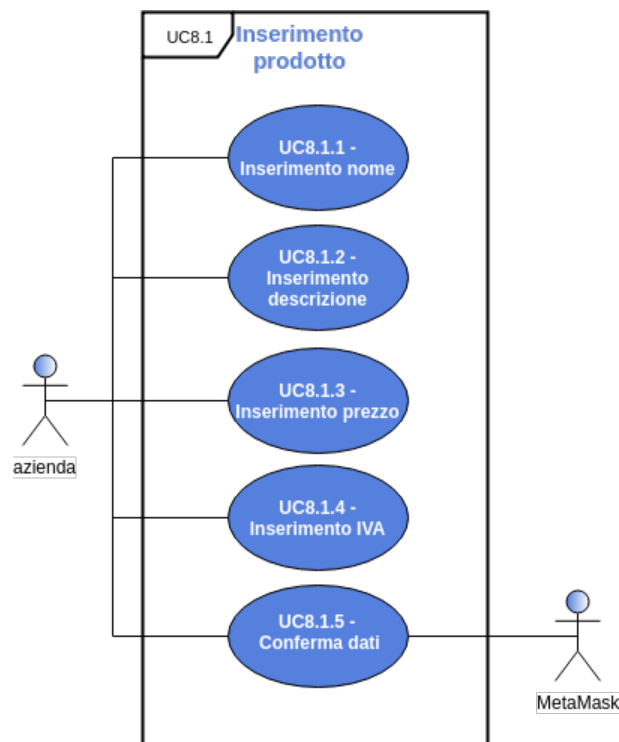 UC8.1
Inserimento
prodotto
UC8.1.1 -
Inserimento nome
UC8.1.2 -
Inserimento
descrizione
UC8.1.3 -
Inserimento prezzo
azienda
UC8.1.4 -
Inserimento IVA
UC8.1.5 -
Conferma dati
MetaMask